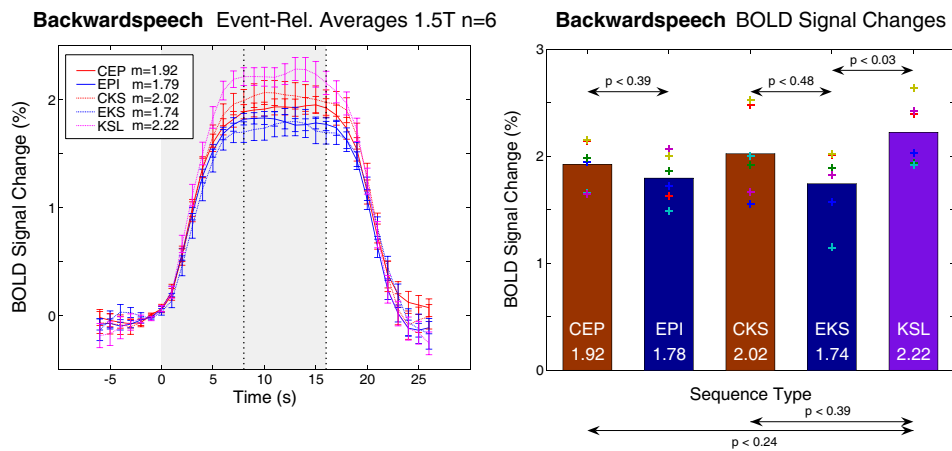 Backwardspeech Event-Rel. Averages 1.5T n=6
BOLD Signal Change (%)
2
1
0
CEP m=1.92
EPI m=1.79
CKS m=2.02
EKS m=1.74
KSL m=2.22
-5 0 5 10 15 20 25
Time (s)
Backwardspeech BOLD Signal Changes
BOLD Signal Change (%)
3
2
1
0
p < 0.03
p < 0.39
p < 0.48
CEP EPI CKS EKS KSL
1.92 1.78 2.02 1.74 2.22
Sequence Type
p < 0.39
p < 0.24